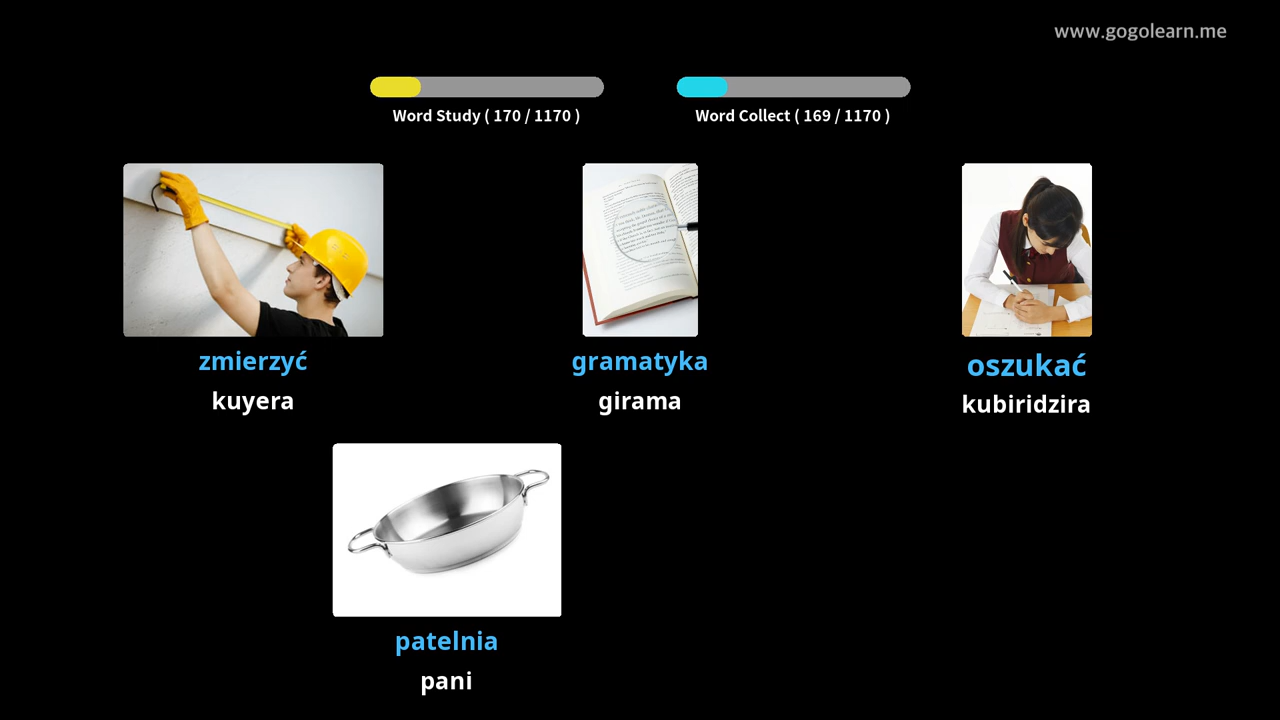 www.gogolearn.me
Word Study ( 170 / 1170 )
Word Collect ( 169 / 1170 )
zmierzyć
gramatyka
oszukać
kuyera
girama
kubiridzira
patelnia
pani